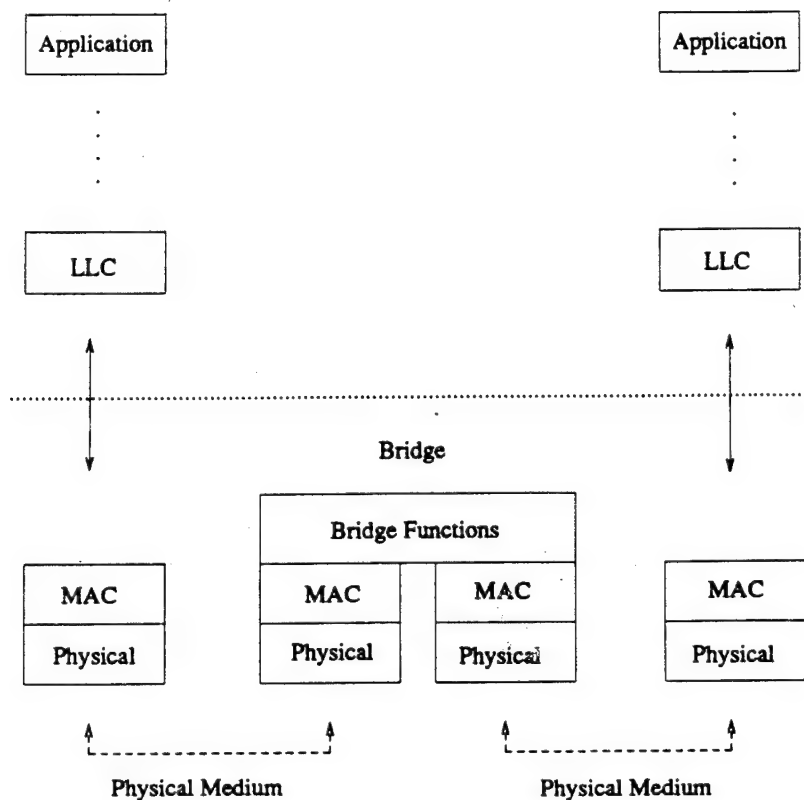 Application Application
LLC LLC
Bridge
Bridge Functions
MAC MAC MAC MAC
Physical Physical Physical Physical
Physical Medium Physical Medium